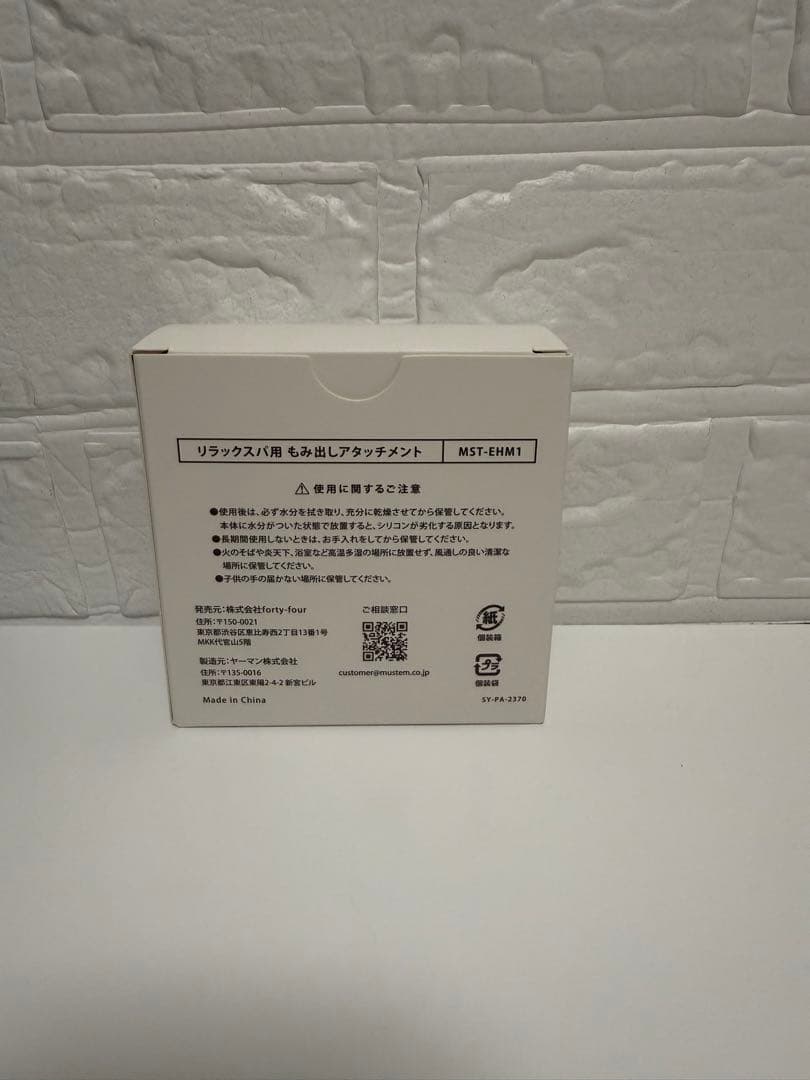 リラックスパ用 もみ出しアタッチメント MST-EHM1
⚠ 使用に関するご注意
●使用後は、必ず水分を拭き取り、充分に乾燥させてから保管してください。
本体に水分がついた状態で放置すると、シリコンが劣化する原因となります。
●長期間使用しないときは、お手入れをしてから保管してください。
●火のそばや炎天下、浴室など高温多湿の場所に放置せず、風通しの良い清潔な
場所に保管してください。
●子供の手の届かない場所に保管してください。
発売元：株式会社forty-four
住所：〒150-0021
東京都渋谷区恵比寿西2丁目13番1号
MKK代官山5階
製造元：ヤーマン株式会社
住所：〒135-0016
東京都江東区東陽2-4-2 新宮ビル
Made in China
ご相談窓口
customer@mustem.co.jp
紙
個装箱
プラ
個装袋
SY-PA-2370